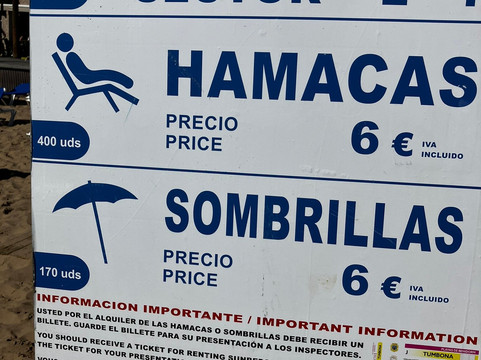 HAMACAS
PRECIO
PRICE
6 € IVA INCLUIDO
400 uds
SOMBRILLAS
PRECIO
PRICE
6 € IVA INCLUIDO
170 uds
INFORMACION IMPORTANTE / IMPORTANT INFORMATION
USTED POR EL ALQUILER DE LAS HAMACAS O SOMBRILLAS DEBE RECIBIR UN
BILLETE. GUARDE EL BILLETE PARA SU PRESENTACIÓN A LOS INSPECTORES.
YOU SHOULD RECEIVE A TICKET FOR RENTING
THE TICKET FOR YOUR
TUMBONA